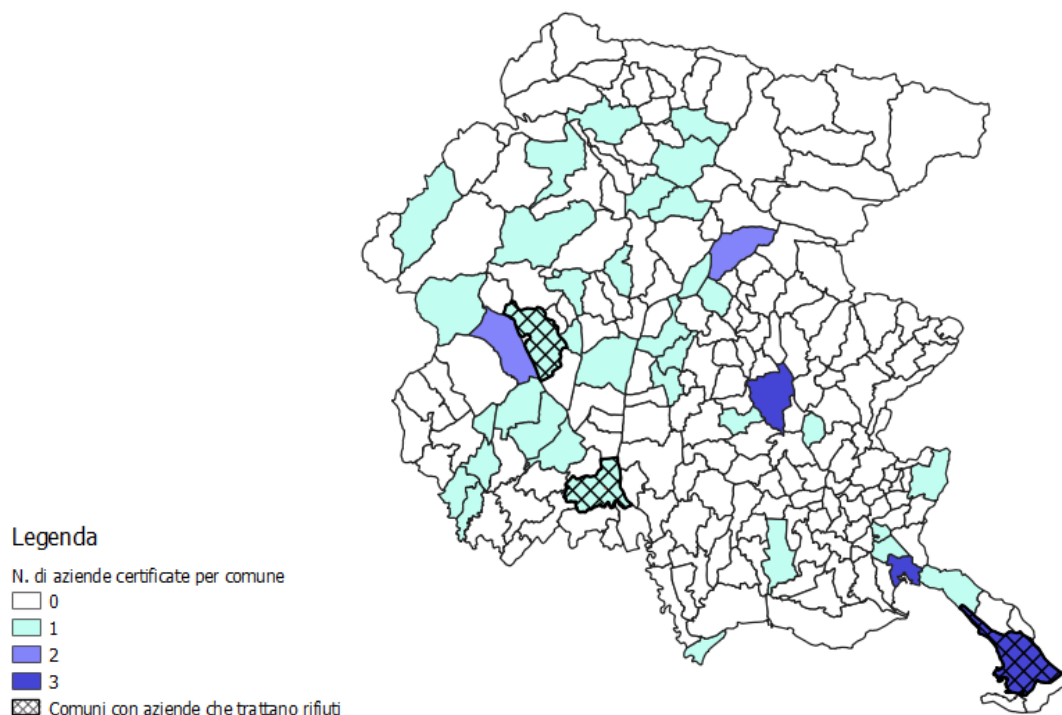 Legenda
N. di aziende certificate per comune
0
1
2
3
Comuni con aziende che trattano rifiuti